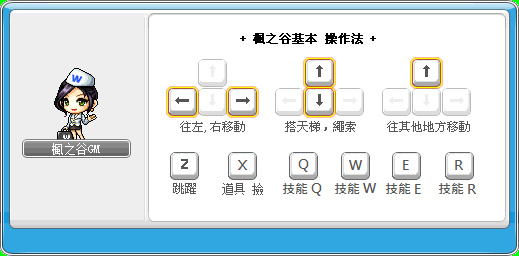 + 楓之谷基本 操作法 +
W
楓之谷GM
↑ ↑ ↑
← ↓ → ← ↓ → ← ↓ →
往左,右移動 搭天梯,繩索 往其他地方移動
Z X Q W E R
跳躍 道具 撿 技能 Q 技能 W 技能 E 技能 R